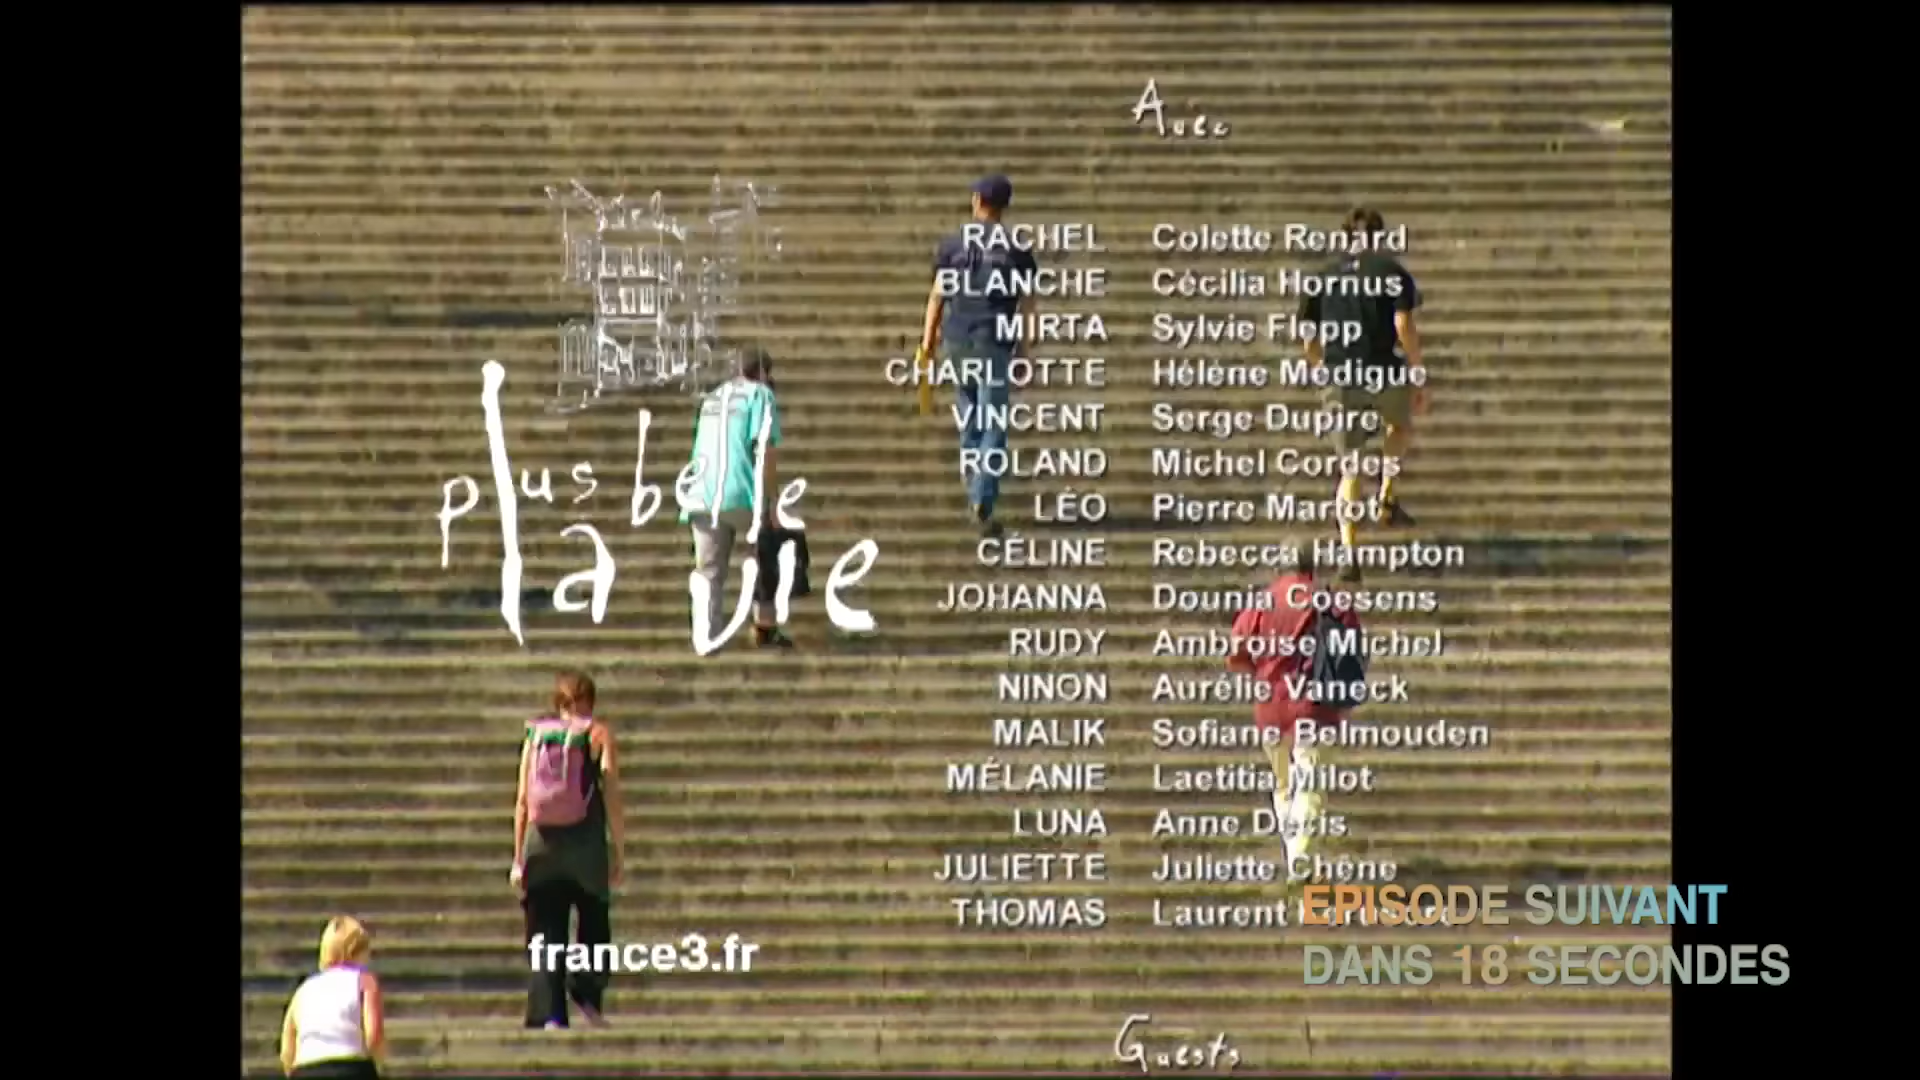 Avec
plus belle
la vie
RACHEL Colette Renard
BLANCHE Cécilia Hornus
MIRTA Sylvie Flepp
CHARLOTTE Hélène Médigue
VINCENT Serge Dupire
ROLAND Michel Cordes
LÉO Pierre Martot
CÉLINE Rebecca Hampton
JOHANNA Dounia Coesens
RUDY Ambroise Michel
NINON Aurélie Vaneck
MALIK Sofiane Belmouden
MÉLANIE Laetitia Milot
LUNA Anne Décis
JULIETTE Juliette Chêne
THOMAS Laurent
france3.fr
EPISODE SUIVANT
DANS 18 SECONDES
Guests